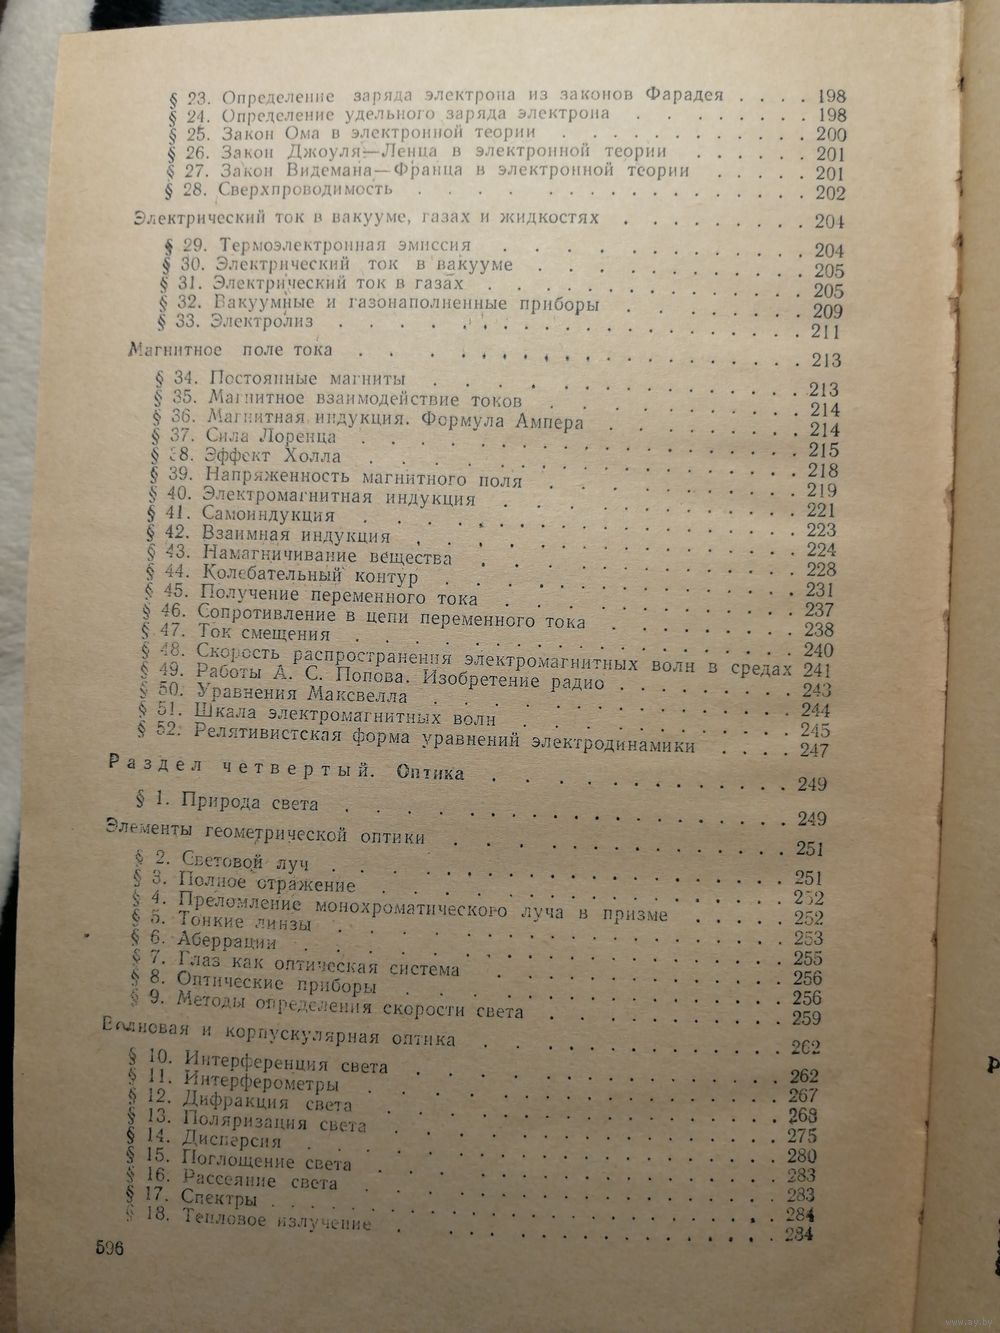 § 23. Определение заряда электрона из законов Фарадея . . . . 198
§ 24. Определение удельного заряда электрона . . . . . . . . 198
§ 25. Закон Ома в электронной теории . . . . . . . . . . 200
§ 26. Закон Джоуля—Ленца в электронной теории . . . . . . 201
§ 27. Закон Видемана—Франца в электронной теории . . . . . 201
§ 28. Сверхпроводимость . . . . . . . . . . . . . . . 202
Электрический ток в вакууме, газах и жидкостях . . . . . . . . 204
§ 29. Термоэлектронная эмиссия . . . . . . . . . . . . 204
§ 30. Электрический ток в вакууме . . . . . . . . . . . 205
§ 31. Электрический ток в газах . . . . . . . . . . . . . 205
§ 32. Вакуумные и газонаполненные приборы . . . . . . . . 209
§ 33. Электролиз . . . . . . . . . . . . . . . . . . 211
Магнитное поле тока . . . . . . . . . . . . . . . . . . 213
§ 34. Постоянные магниты . . . . . . . . . . . . . . . 213
§ 35. Магнитное взаимодействие токов . . . . . . . . . . 214
§ 36. Магнитная индукция. Формула Ампера . . . . . . . . 214
§ 37. Сила Лоренца . . . . . . . . . . . . . . . . . 215
§ 38. Эффект Холла . . . . . . . . . . . . . . . . . 218
§ 39. Напряженность магнитного поля . . . . . . . . . . 219
§ 40. Электромагнитная индукция . . . . . . . . . . . . 221
§ 41. Самоиндукция . . . . . . . . . . . . . . . . . 223
§ 42. Взаимная индукция . . . . . . . . . . . . . . . 224
§ 43. Намагничивание вещества . . . . . . . . . . . . . 228
§ 44. Колебательный контур . . . . . . . . . . . . . . 231
§ 45. Получение переменного тока . . . . . . . . . . . . 237
§ 46. Сопротивление в цепи переменного тока . . . . . . . . 238
§ 47. Ток смещения . . . . . . . . . . . . . . . . . 240
§ 48. Скорость распространения электромагнитных волн в средах 241
§ 49. Работы А. С. Попова. Изобретение радио . . . . . . . . 243
§ 50. Уравнения Максвелла . . . . . . . . . . . . . . 244
§ 51. Шкала электромагнитных волн . . . . . . . . . . . 245
§ 52. Релятивистская форма уравнений электродинамики . . . . 247
Раздел четвертый. Оптика . . . . . . . . . . . . 249
§ 1. Природа света . . . . . . . . . . . . . . . . . 249
Элементы геометрической оптики . . . . . . . . . . . . . 251
§ 2. Световой луч . . . . . . . . . . . . . . . . . 251
§ 3. Полное отражение . . . . . . . . . . . . . . . 252
§ 4. Преломление монохроматического луча в призме . . . . . 252
§ 5. Тонкие линзы . . . . . . . . . . . . . . . . . 253
§ 6. Аберрации . . . . . . . . . . . . . . . . . . 255
§ 7. Глаз как оптическая система . . . . . . . . . . . . 256
§ 8. Оптические приборы . . . . . . . . . . . . . . . 256
§ 9. Методы определения скорости света . . . . . . . . . 259
Волновая и корпускулярная оптика . . . . . . . . . . . . 262
§ 10. Интерференция света . . . . . . . . . . . . . . 262
§ 11. Интерферометры . . . . . . . . . . . . . . . . 267
§ 12. Дифракция света . . . . . . . . . . . . . . . . 268
§ 13. Поляризация света . . . . . . . . . . . . . . . 275
§ 14. Дисперсия . . . . . . . . . . . . . . . . . . 280
§ 15. Поглощение света . . . . . . . . . . . . . . . . 283
§ 16. Рассеяние света . . . . . . . . . . . . . . . . 283
§ 17. Спектры . . . . . . . . . . . . . . . . . . . 284
§ 18. Тепловое излучение . . . . . . . . . . . . . . . 284
596
www.ay.by